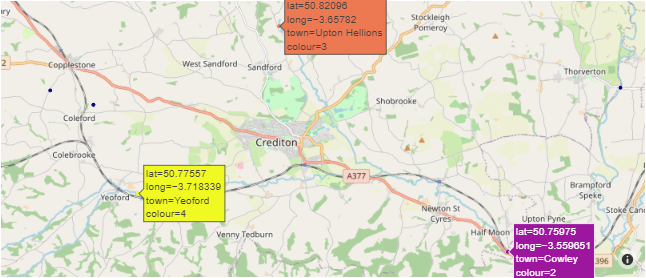 lat=50.82096
long=−3.65782
town=Upton Hellions
colour=3
Stockleigh
Pomeroy
Copplestone
West Sandford
Sandford
Thorverton
2
Shobrooke
Coleford
Crediton
Colebrooke
A377
lat=50.77557
long=−3.718339
town=Yeoford
colour=4
Yeoford
Brampford
Speke
Newton St
Cyres
Upton Pyne
Stoke Can
Venny Tedburn
Half Moon
lat=50.75975
long=−3.559651
town=Cowley
colour=2
396
i